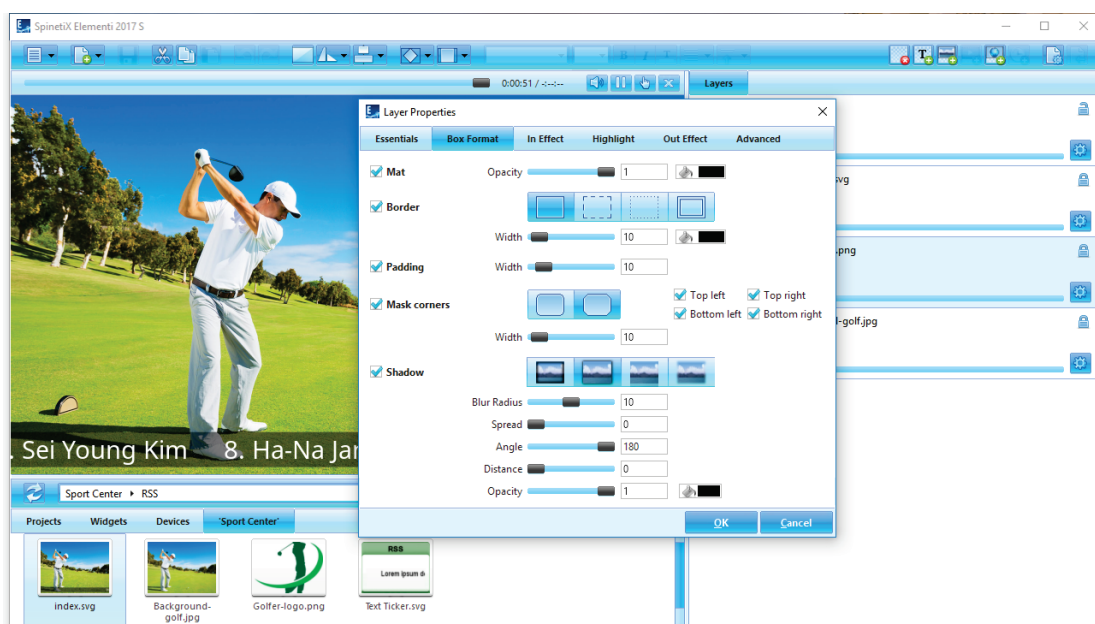 SpinetiX Elementi 2017 S
T
B I T
0:00:51 / -:--:--
Layers
Layer Properties
Essentials Box Format In Effect Highlight Out Effect Advanced
Mat Opacity 1
Border
Width 10
Padding Width 10
Mask corners Top left Top right
Bottom left Bottom right
Width 10
Shadow
Blur Radius 10
Spread 0
Angle 180
Distance 0
Opacity 1
OK Cancel
.svg
.png
l-golf.jpg
. Sei Young Kim 8. Ha-Na Jan
Sport Center ▸ RSS
Projects Widgets Devices 'Sport Center'
RSS
Lorem ipsum do
index.svg Background-golf.jpg Golfer-logo.png Text Ticker.svg